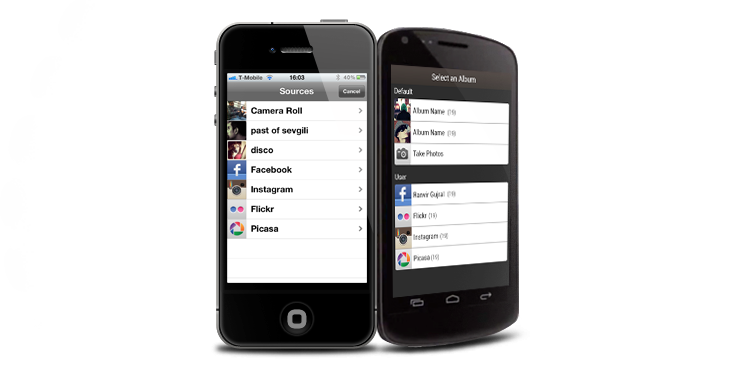 T-Mobile 16:03 40%
Sources Cancel
Camera Roll
past of sevgili
disco
Facebook
Instagram
Flickr
Picasa
Select an Album
Default
Album Name (19)
Album Name (19)
Take Photos
User
Ranvir Gujral (19)
Flickr (19)
Instagram (19)
Picasa (19)